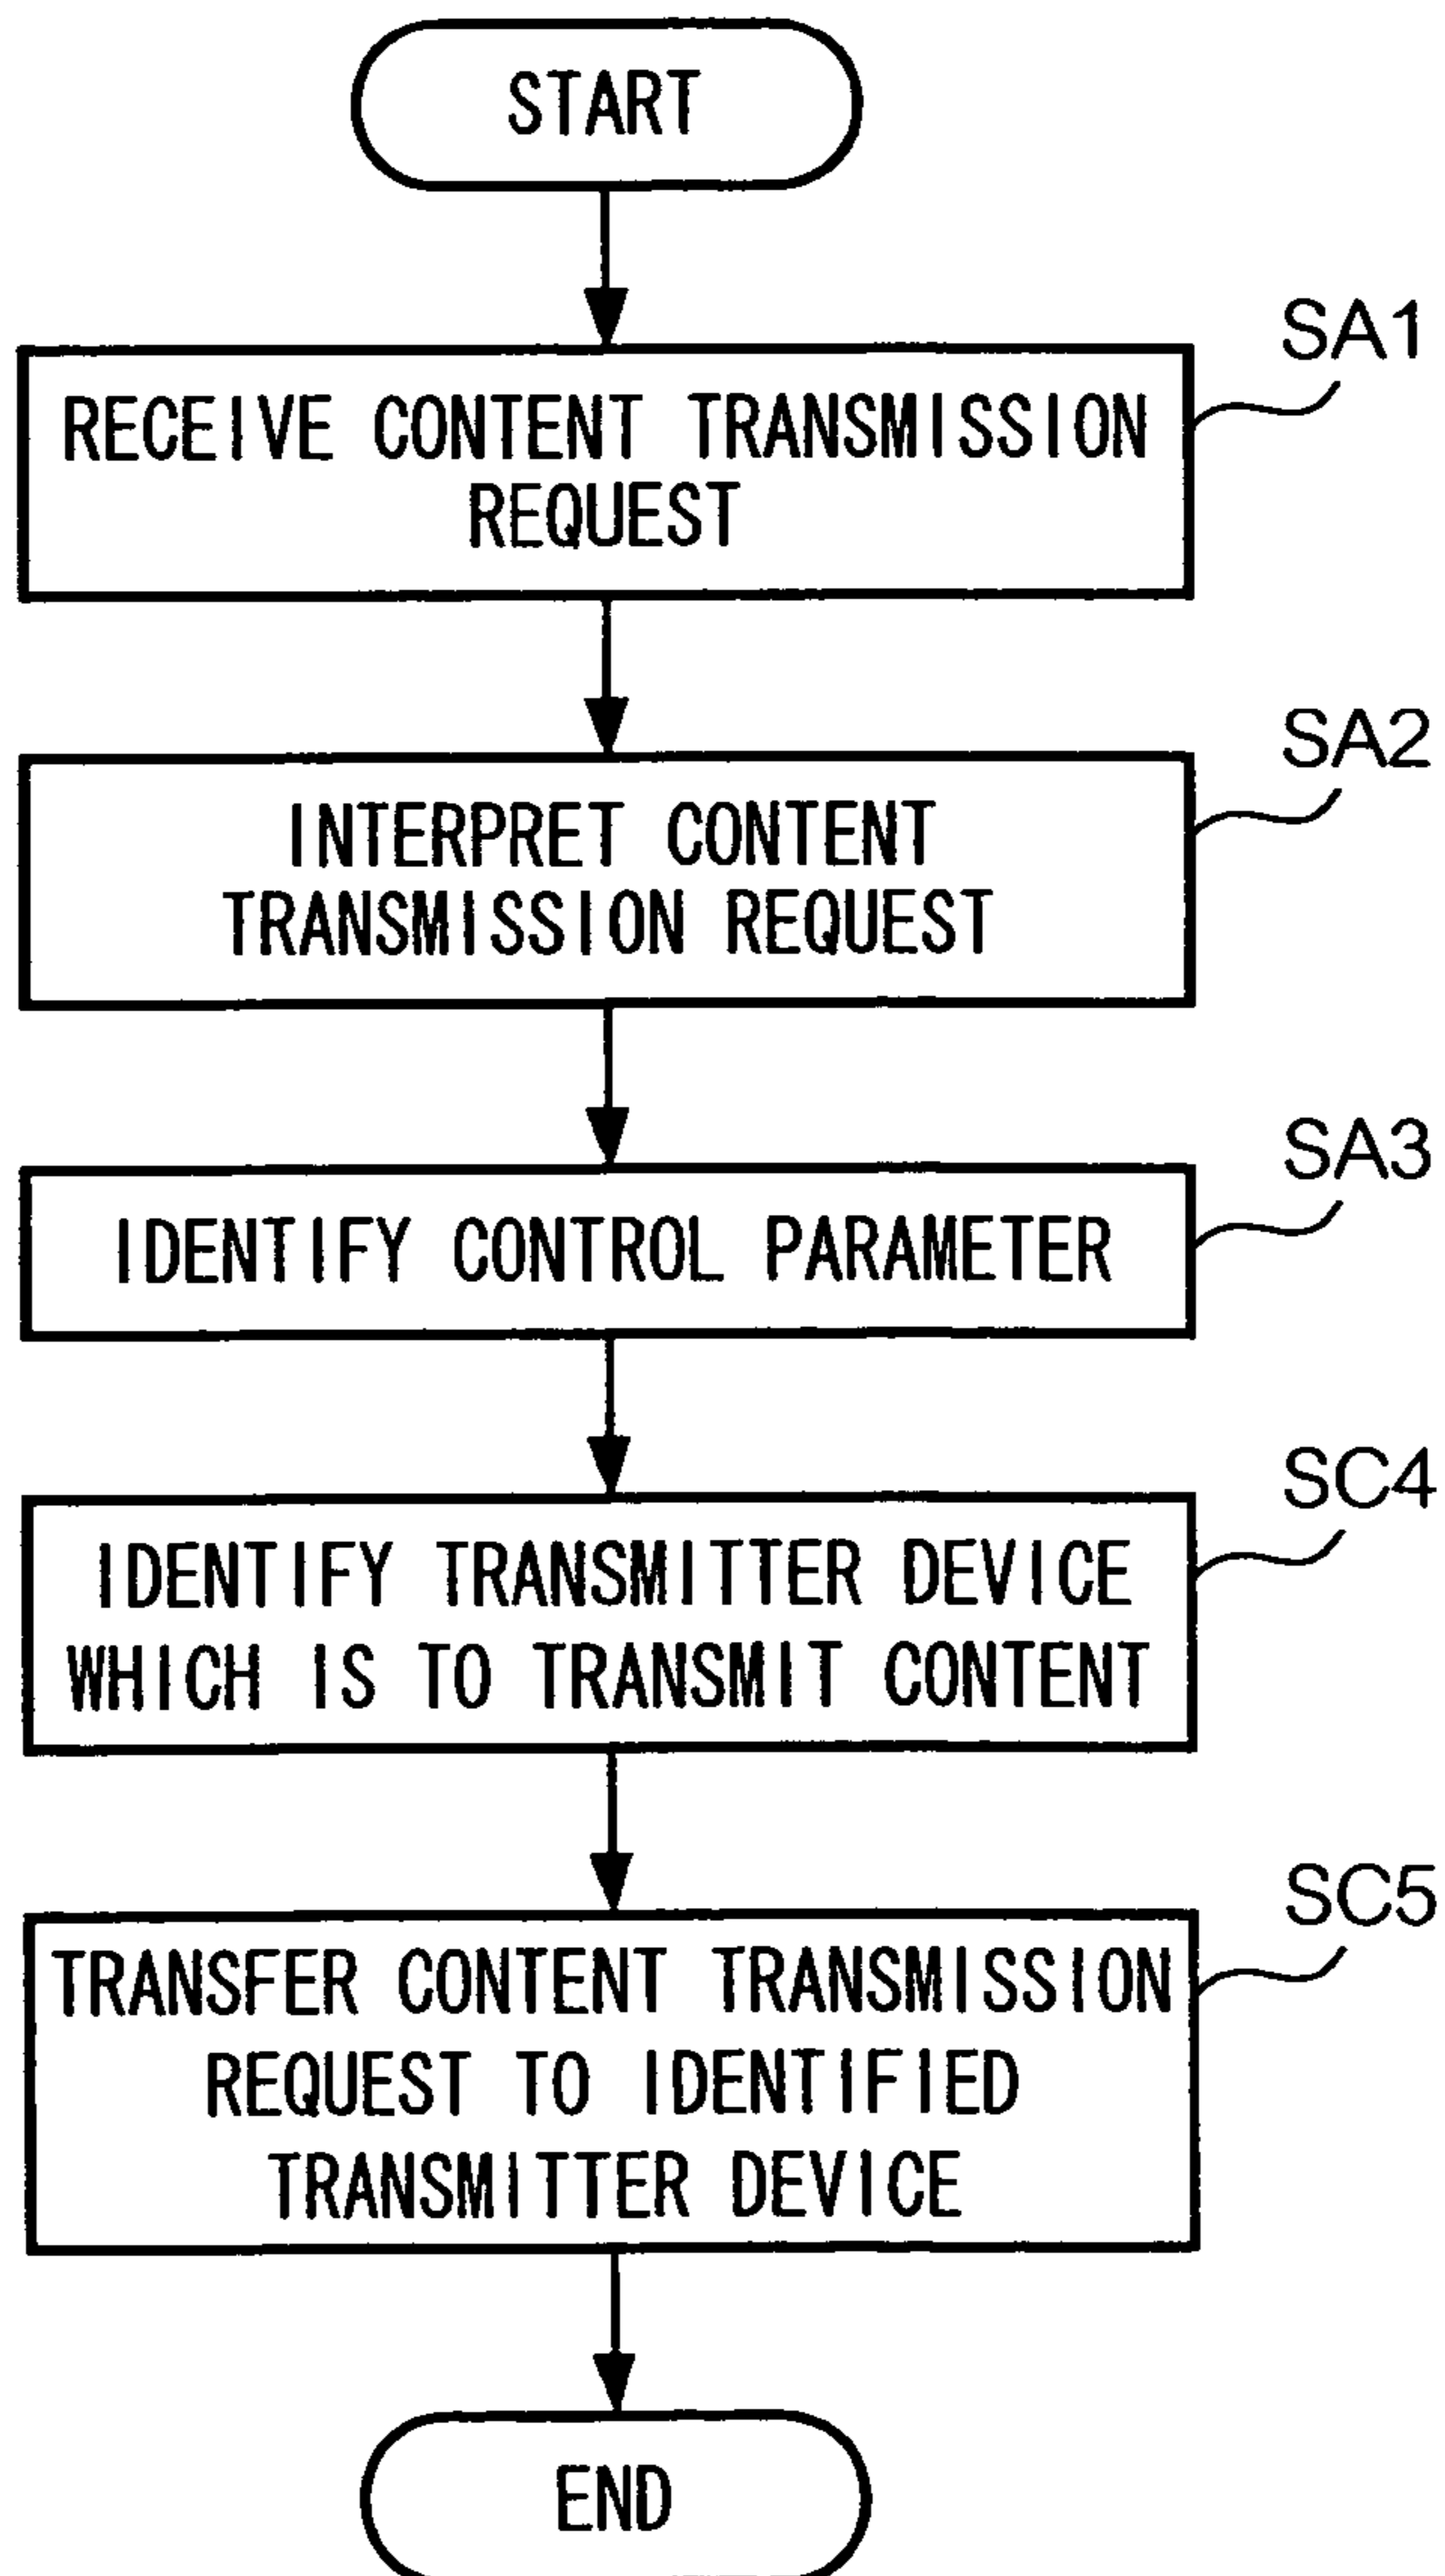 START
SA1
RECEIVE CONTENT TRANSMISSION
REQUEST
SA2
INTERPRET CONTENT
TRANSMISSION REQUEST
SA3
IDENTIFY CONTROL PARAMETER
SC4
IDENTIFY TRANSMITTER DEVICE
WHICH IS TO TRANSMIT CONTENT
SC5
TRANSFER CONTENT TRANSMISSION
REQUEST TO IDENTIFIED
TRANSMITTER DEVICE
END